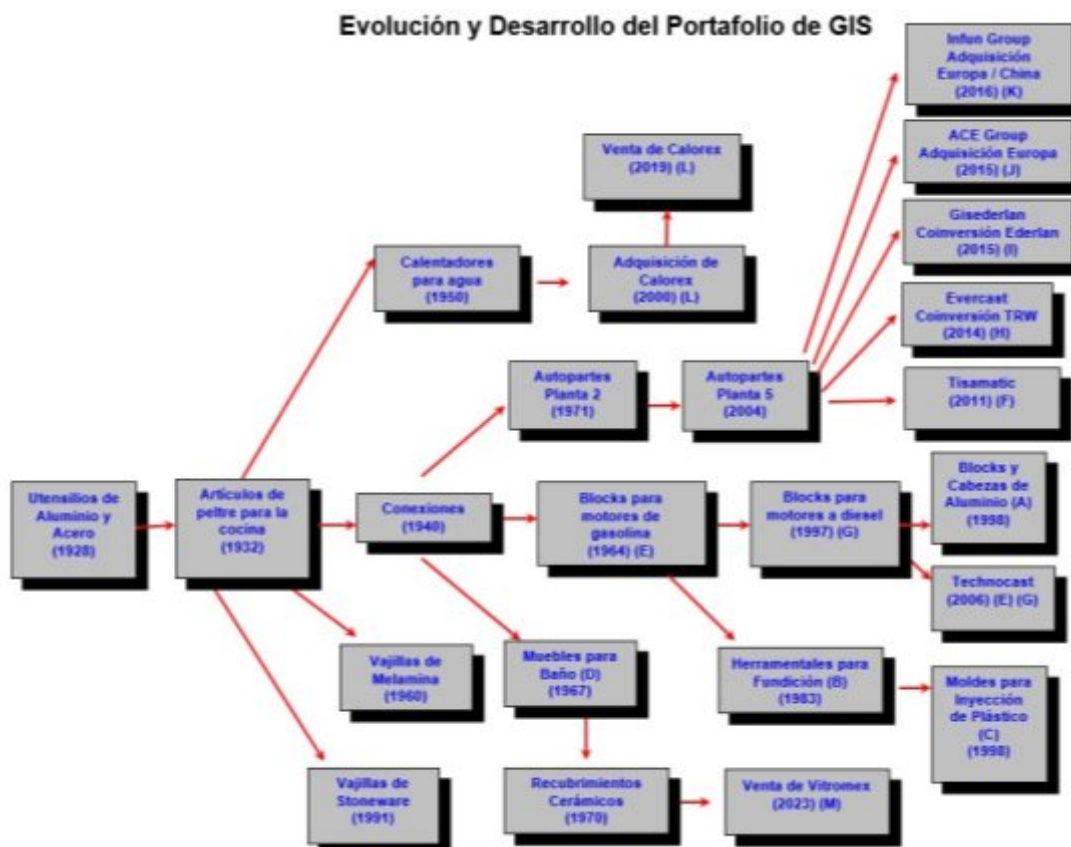 Evolución y Desarrollo del Portafolio de GIS
Infun Group
Adquisición
Europa / China
(2016) (K)
Venta de Calorex
(2019) (L)
ACE Group
Adquisición Europa
(2015) (J)
Gisederlan
Coinversión Ederlan
(2015) (I)
Calentadores
para agua
(1950)
Adquisición de
Calorex
(2000) (L)
Evercast
Coinversión TRW
(2014) (H)
Autopartes
Planta 2
(1971)
Autopartes
Planta 5
(2004)
Tisamatic
(2011) (F)
Utensilios de
Aluminio y
Acero
(1928)
Artículos de
peltre para la
cocina
(1932)
Conexiones
(1940)
Blocks para
motores de
gasolina
(1964) (E)
Blocks para
motores a diesel
(1997) (G)
Blocks y
Cabezas de
Aluminio (A)
(1998)
Technocast
(2006) (E) (G)
Vajillas de
Melamina
(1960)
Muebles para
Baño (D)
(1967)
Herramentales para
Fundición (B)
(1983)
Moldes para
Inyección
de Plástico
(C)
(1998)
Vajillas de
Stoneware
(1991)
Recubrimientos
Cerámicos
(1970)
Venta de Vitromex
(2023) (M)